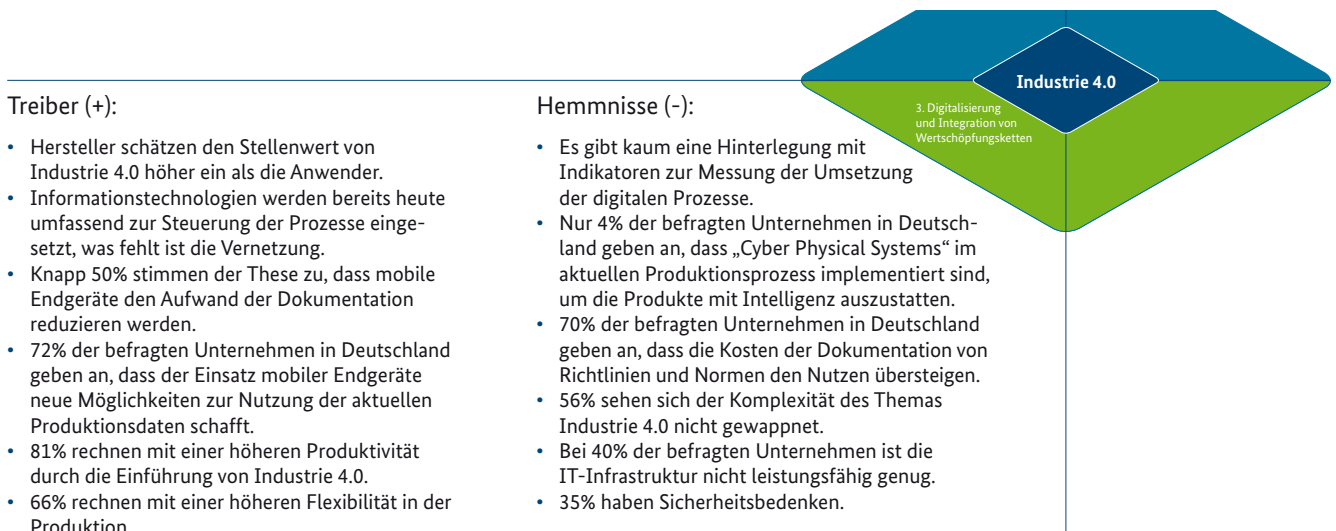 Industrie 4.0
3. Digitalisierung
und Integration von
Wertschöpfungsketten
Treiber (+):
• Hersteller schätzen den Stellenwert von
Industrie 4.0 höher ein als die Anwender.
• Informationstechnologien werden bereits heute
umfassend zur Steuerung der Prozesse einge-
setzt, was fehlt ist die Vernetzung.
• Knapp 50% stimmen der These zu, dass mobile
Endgeräte den Aufwand der Dokumentation
reduzieren werden.
• 72% der befragten Unternehmen in Deutschland
geben an, dass der Einsatz mobiler Endgeräte
neue Möglichkeiten zur Nutzung der aktuellen
Produktionsdaten schafft.
• 81% rechnen mit einer höheren Produktivität
durch die Einführung von Industrie 4.0.
• 66% rechnen mit einer höheren Flexibilität in der
Produktion
Hemmnisse (-):
• Es gibt kaum eine Hinterlegung mit
Indikatoren zur Messung der Umsetzung
der digitalen Prozesse.
• Nur 4% der befragten Unternehmen in Deutsch-
land geben an, dass „Cyber Physical Systems“ im
aktuellen Produktionsprozess implementiert sind,
um die Produkte mit Intelligenz auszustatten.
• 70% der befragten Unternehmen in Deutschland
geben an, dass die Kosten der Dokumentation von
Richtlinien und Normen den Nutzen übersteigen.
• 56% sehen sich der Komplexität des Themas
Industrie 4.0 nicht gewappnet.
• Bei 40% der befragten Unternehmen ist die
IT-Infrastruktur nicht leistungsfähig genug.
• 35% haben Sicherheitsbedenken.